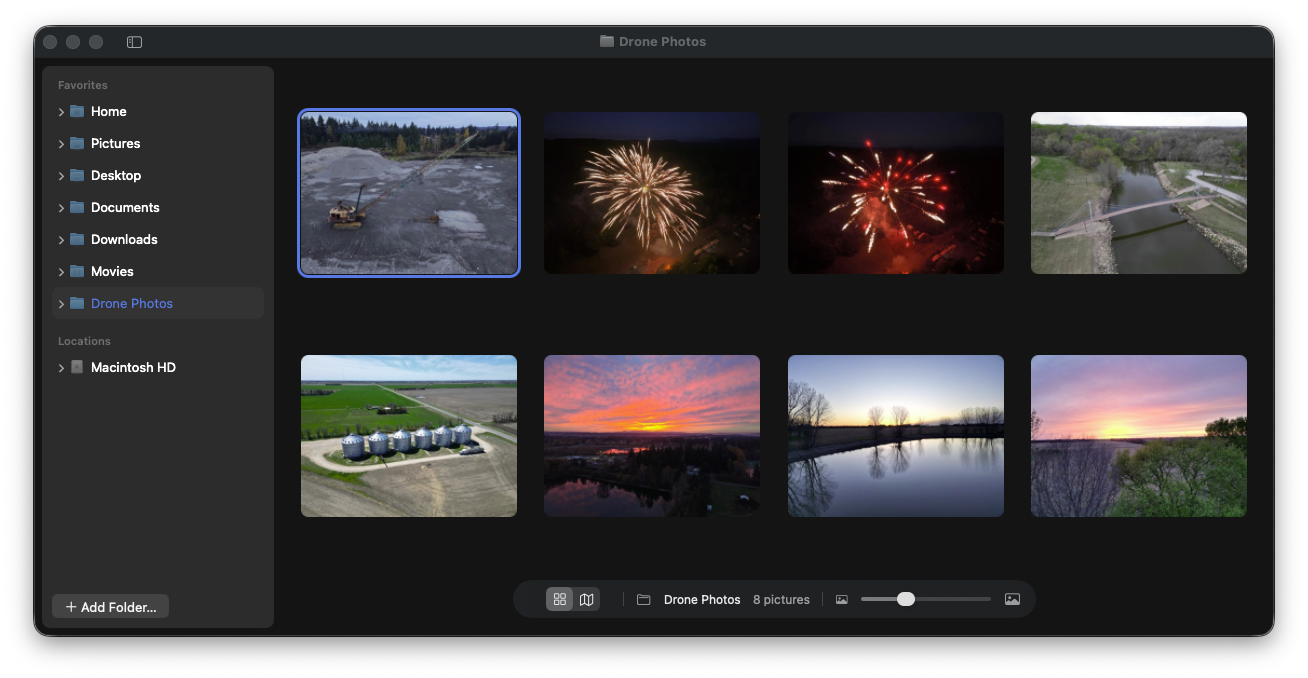 Drone Photos
Favorites
Home
Pictures
Desktop
Documents
Downloads
Movies
Drone Photos
Locations
Macintosh HD
+ Add Folder...
Drone Photos 8 pictures